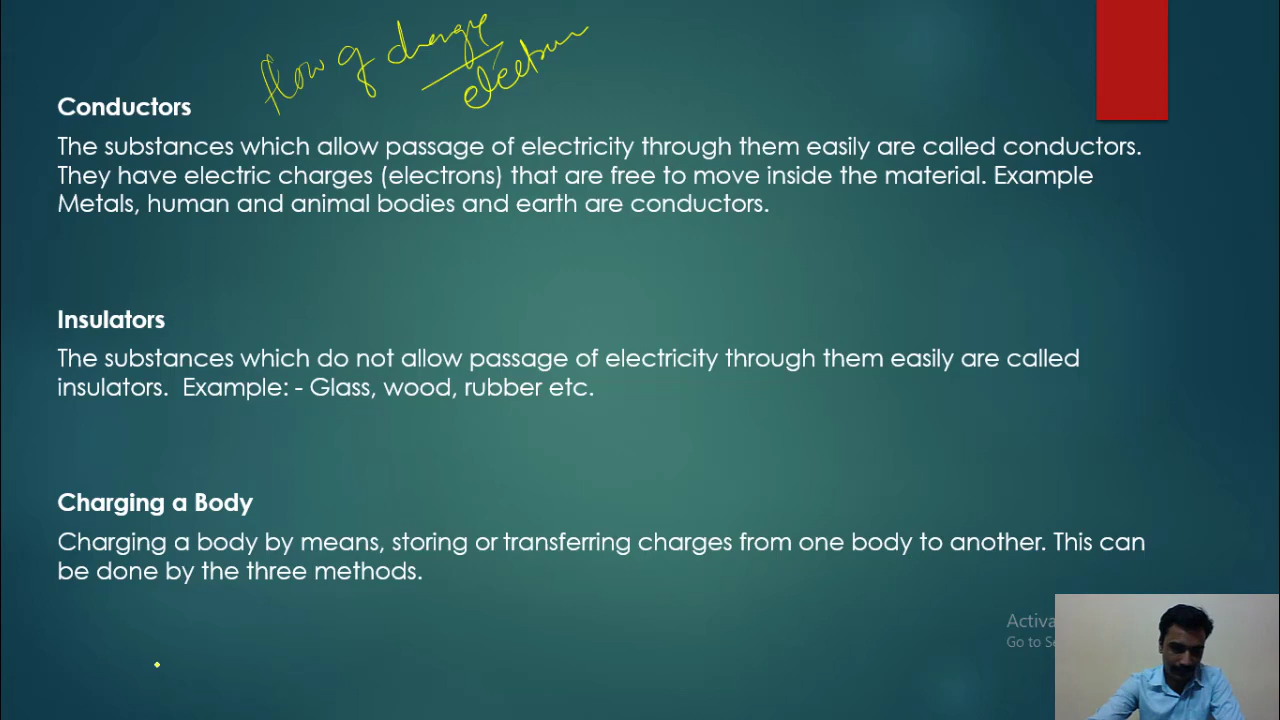 flow of charge
electron
Conductors
The substances which allow passage of electricity through them easily are called conductors.
They have electric charges (electrons) that are free to move inside the material. Example
Metals, human and animal bodies and earth are conductors.
Insulators
The substances which do not allow passage of electricity through them easily are called
insulators.  Example: - Glass, wood, rubber etc.
Charging a Body
Charging a body by means, storing or transferring charges from one body to another. This can
be done by the three methods.
Activa
Go to Se